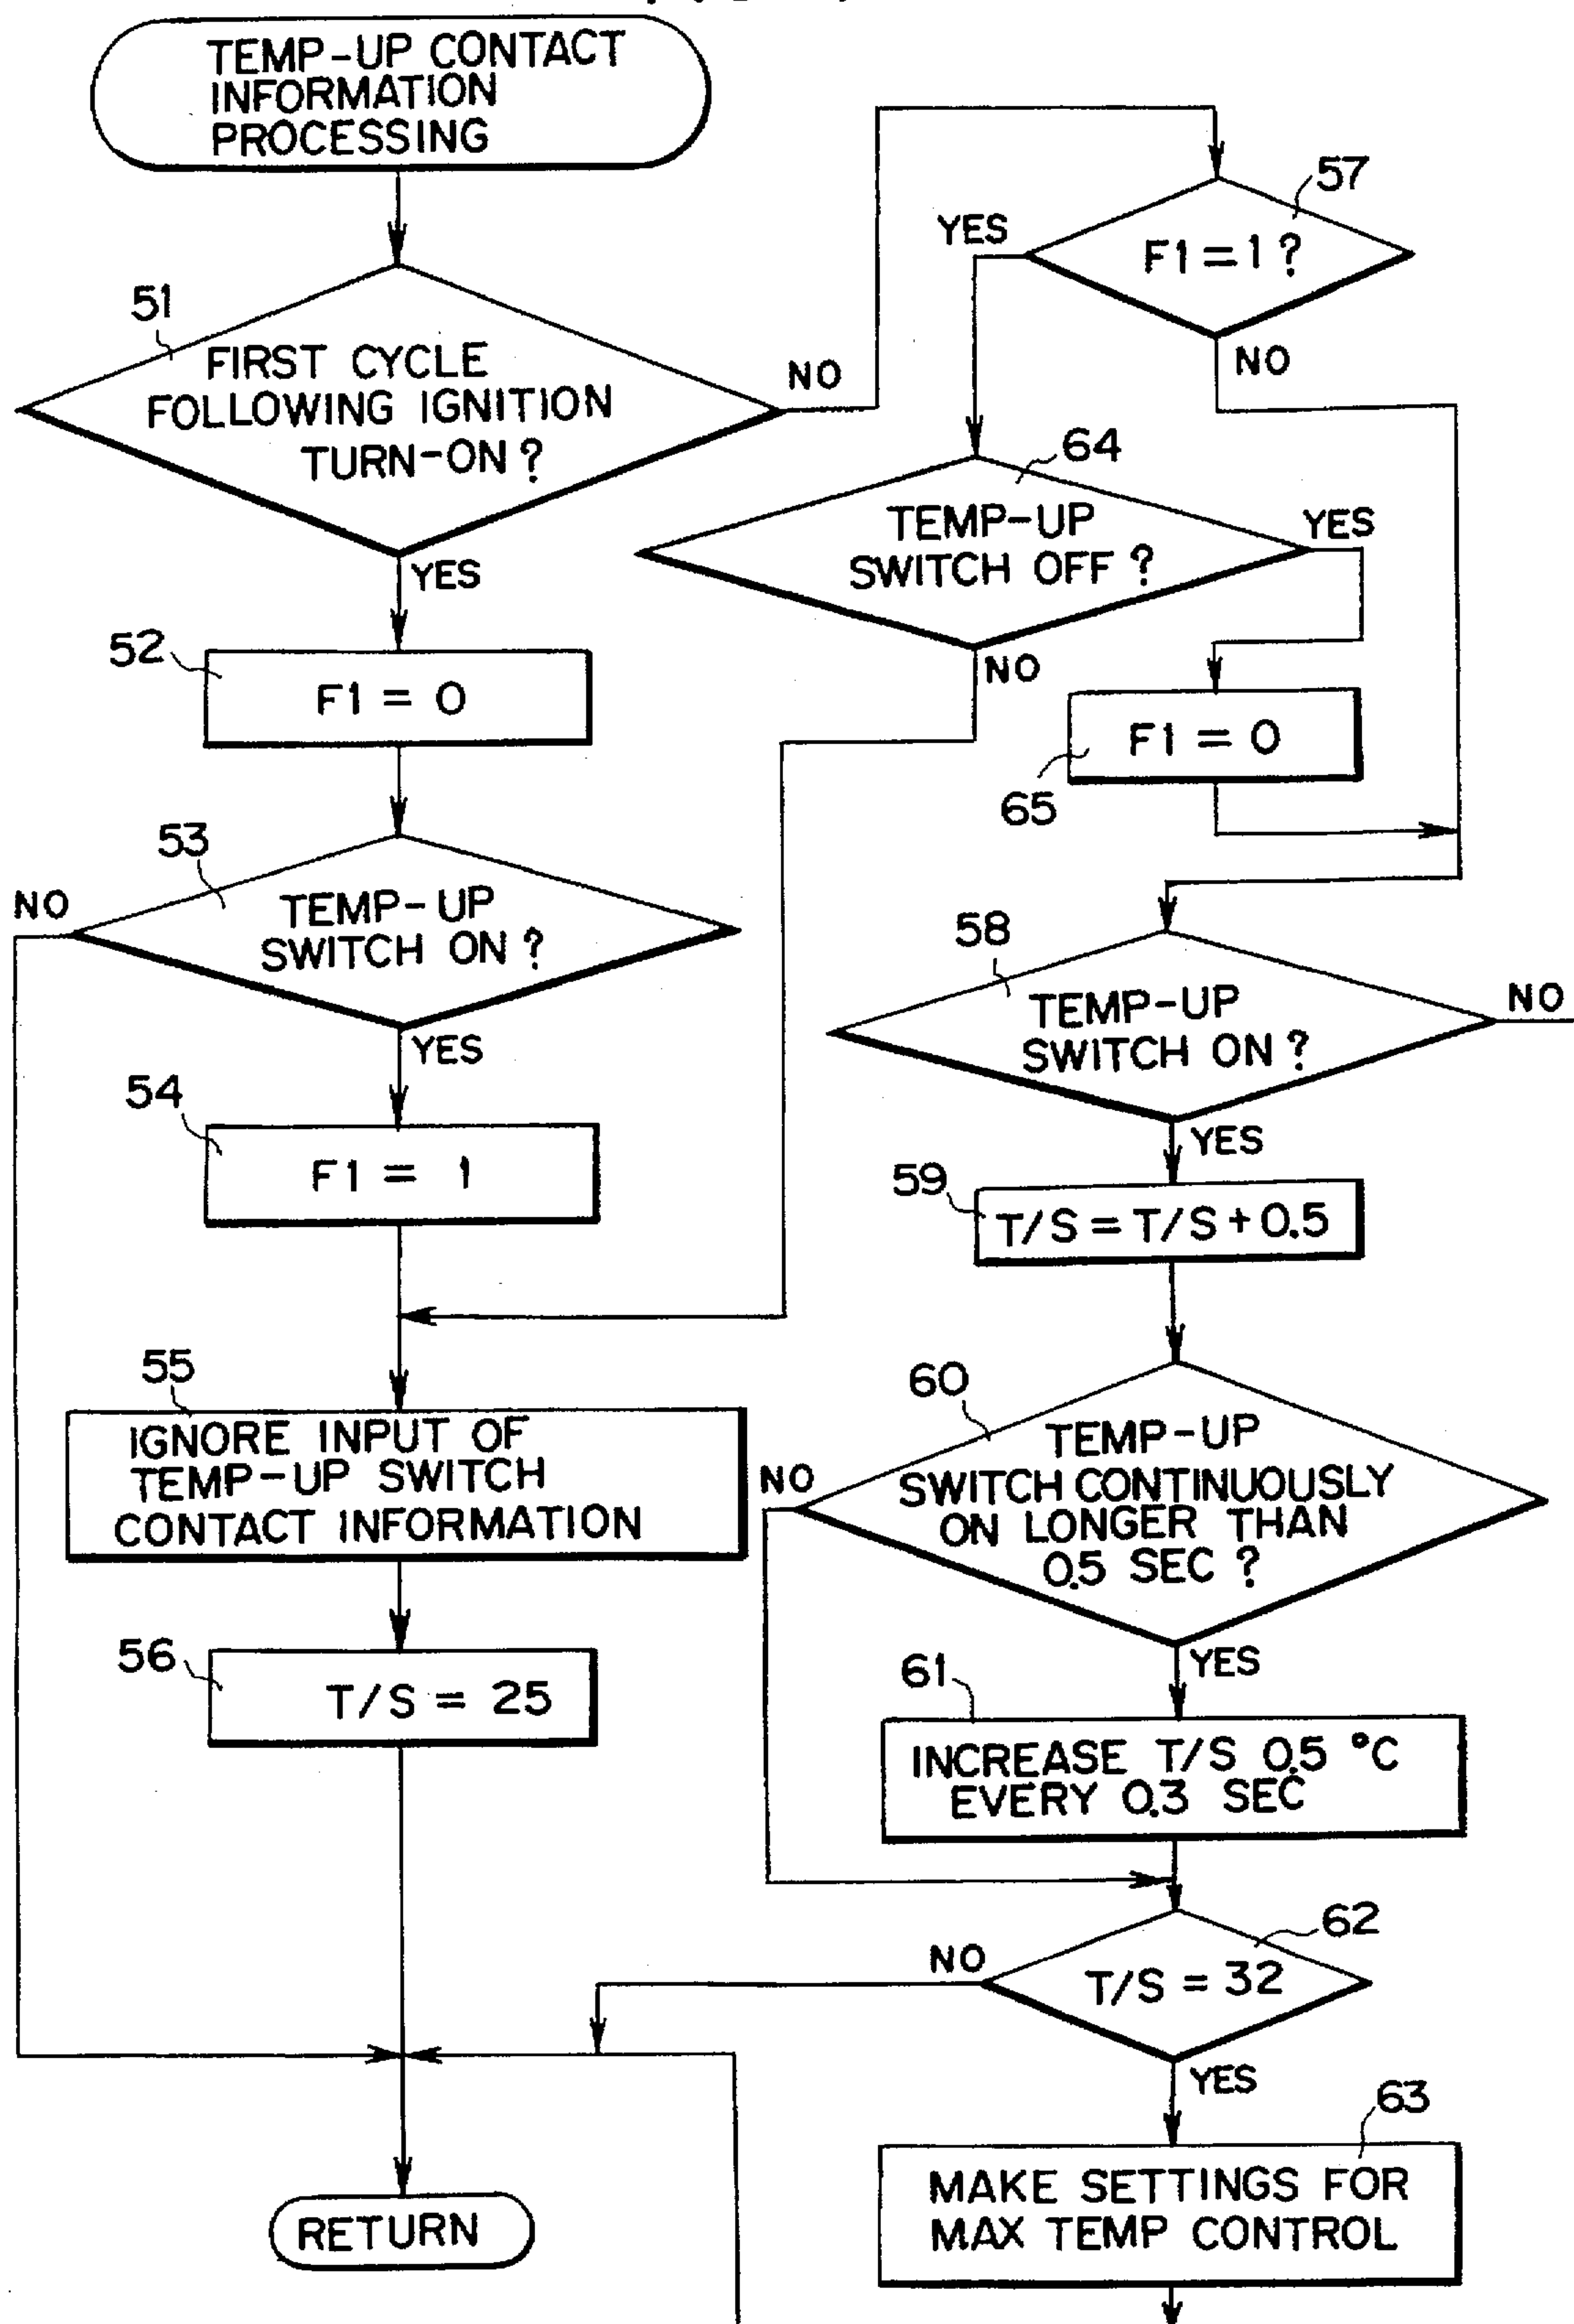 TEMP-UP CONTACT
INFORMATION
PROCESSING
51
FIRST CYCLE
FOLLOWING IGNITION
TURN-ON?
NO
YES
52
F1 = 0
53
TEMP-UP
SWITCH ON?
NO
YES
54
F1 = 1
55
IGNORE INPUT OF
TEMP-UP SWITCH
CONTACT INFORMATION
56
T/S = 25
RETURN
57
F1 = 1?
YES
NO
64
TEMP-UP
SWITCH OFF?
YES
NO
F1 = 0
65
58
TEMP-UP
SWITCH ON?
NO
YES
59
T/S = T/S + 0.5
60
TEMP-UP
SWITCH CONTINUOUSLY
ON LONGER THAN
0.5 SEC ?
NO
YES
61
INCREASE T/S 0.5 °C
EVERY 0.3 SEC
62
T/S = 32
NO
YES
63
MAKE SETTINGS FOR
MAX TEMP CONTROL